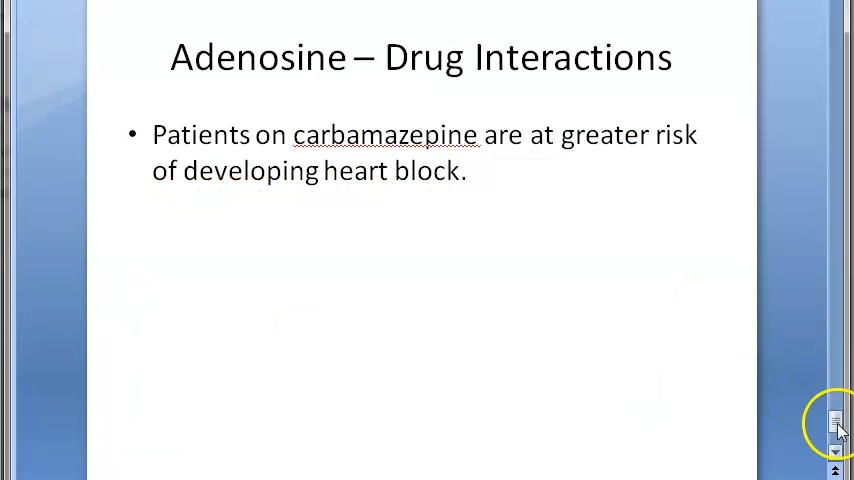 Adenosine – Drug Interactions
• Patients on carbamazepine are at greater risk
of developing heart block.